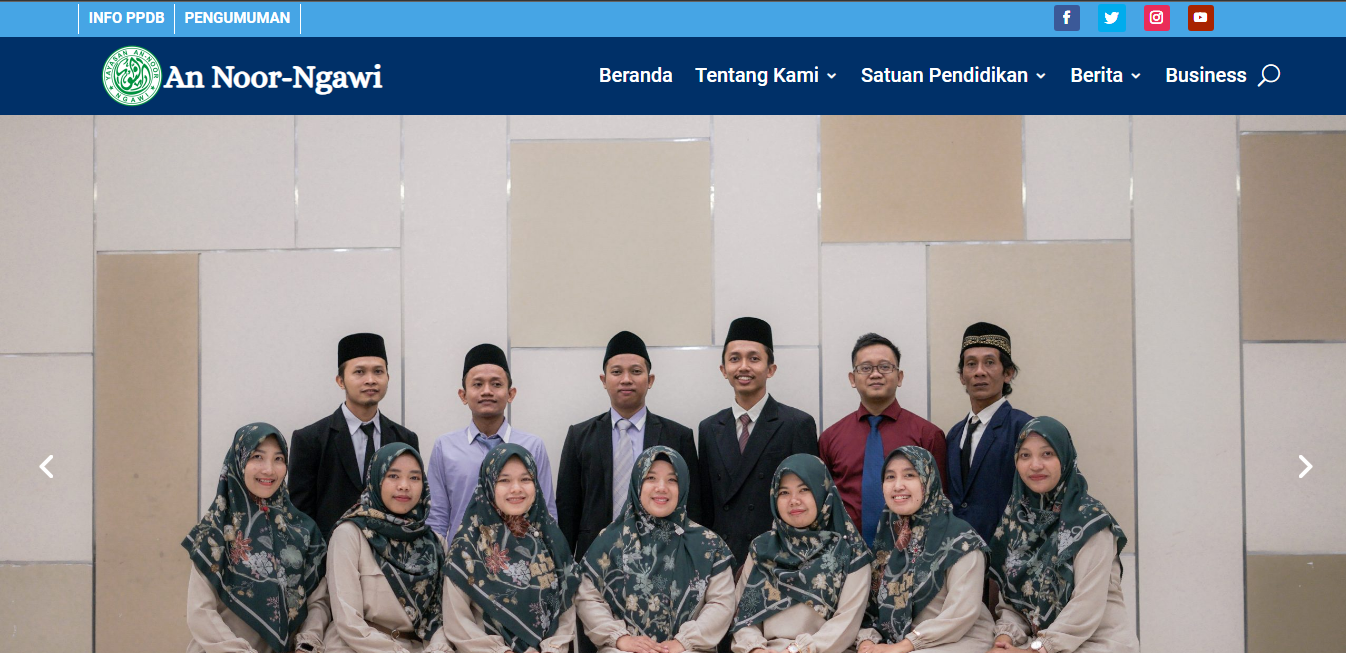 INFO PPDB
PENGUMUMAN
YAYASAN AN-NOOR
NGAWI
An Noor-Ngawi
Beranda
Tentang Kami
Satuan Pendidikan
Berita
Business